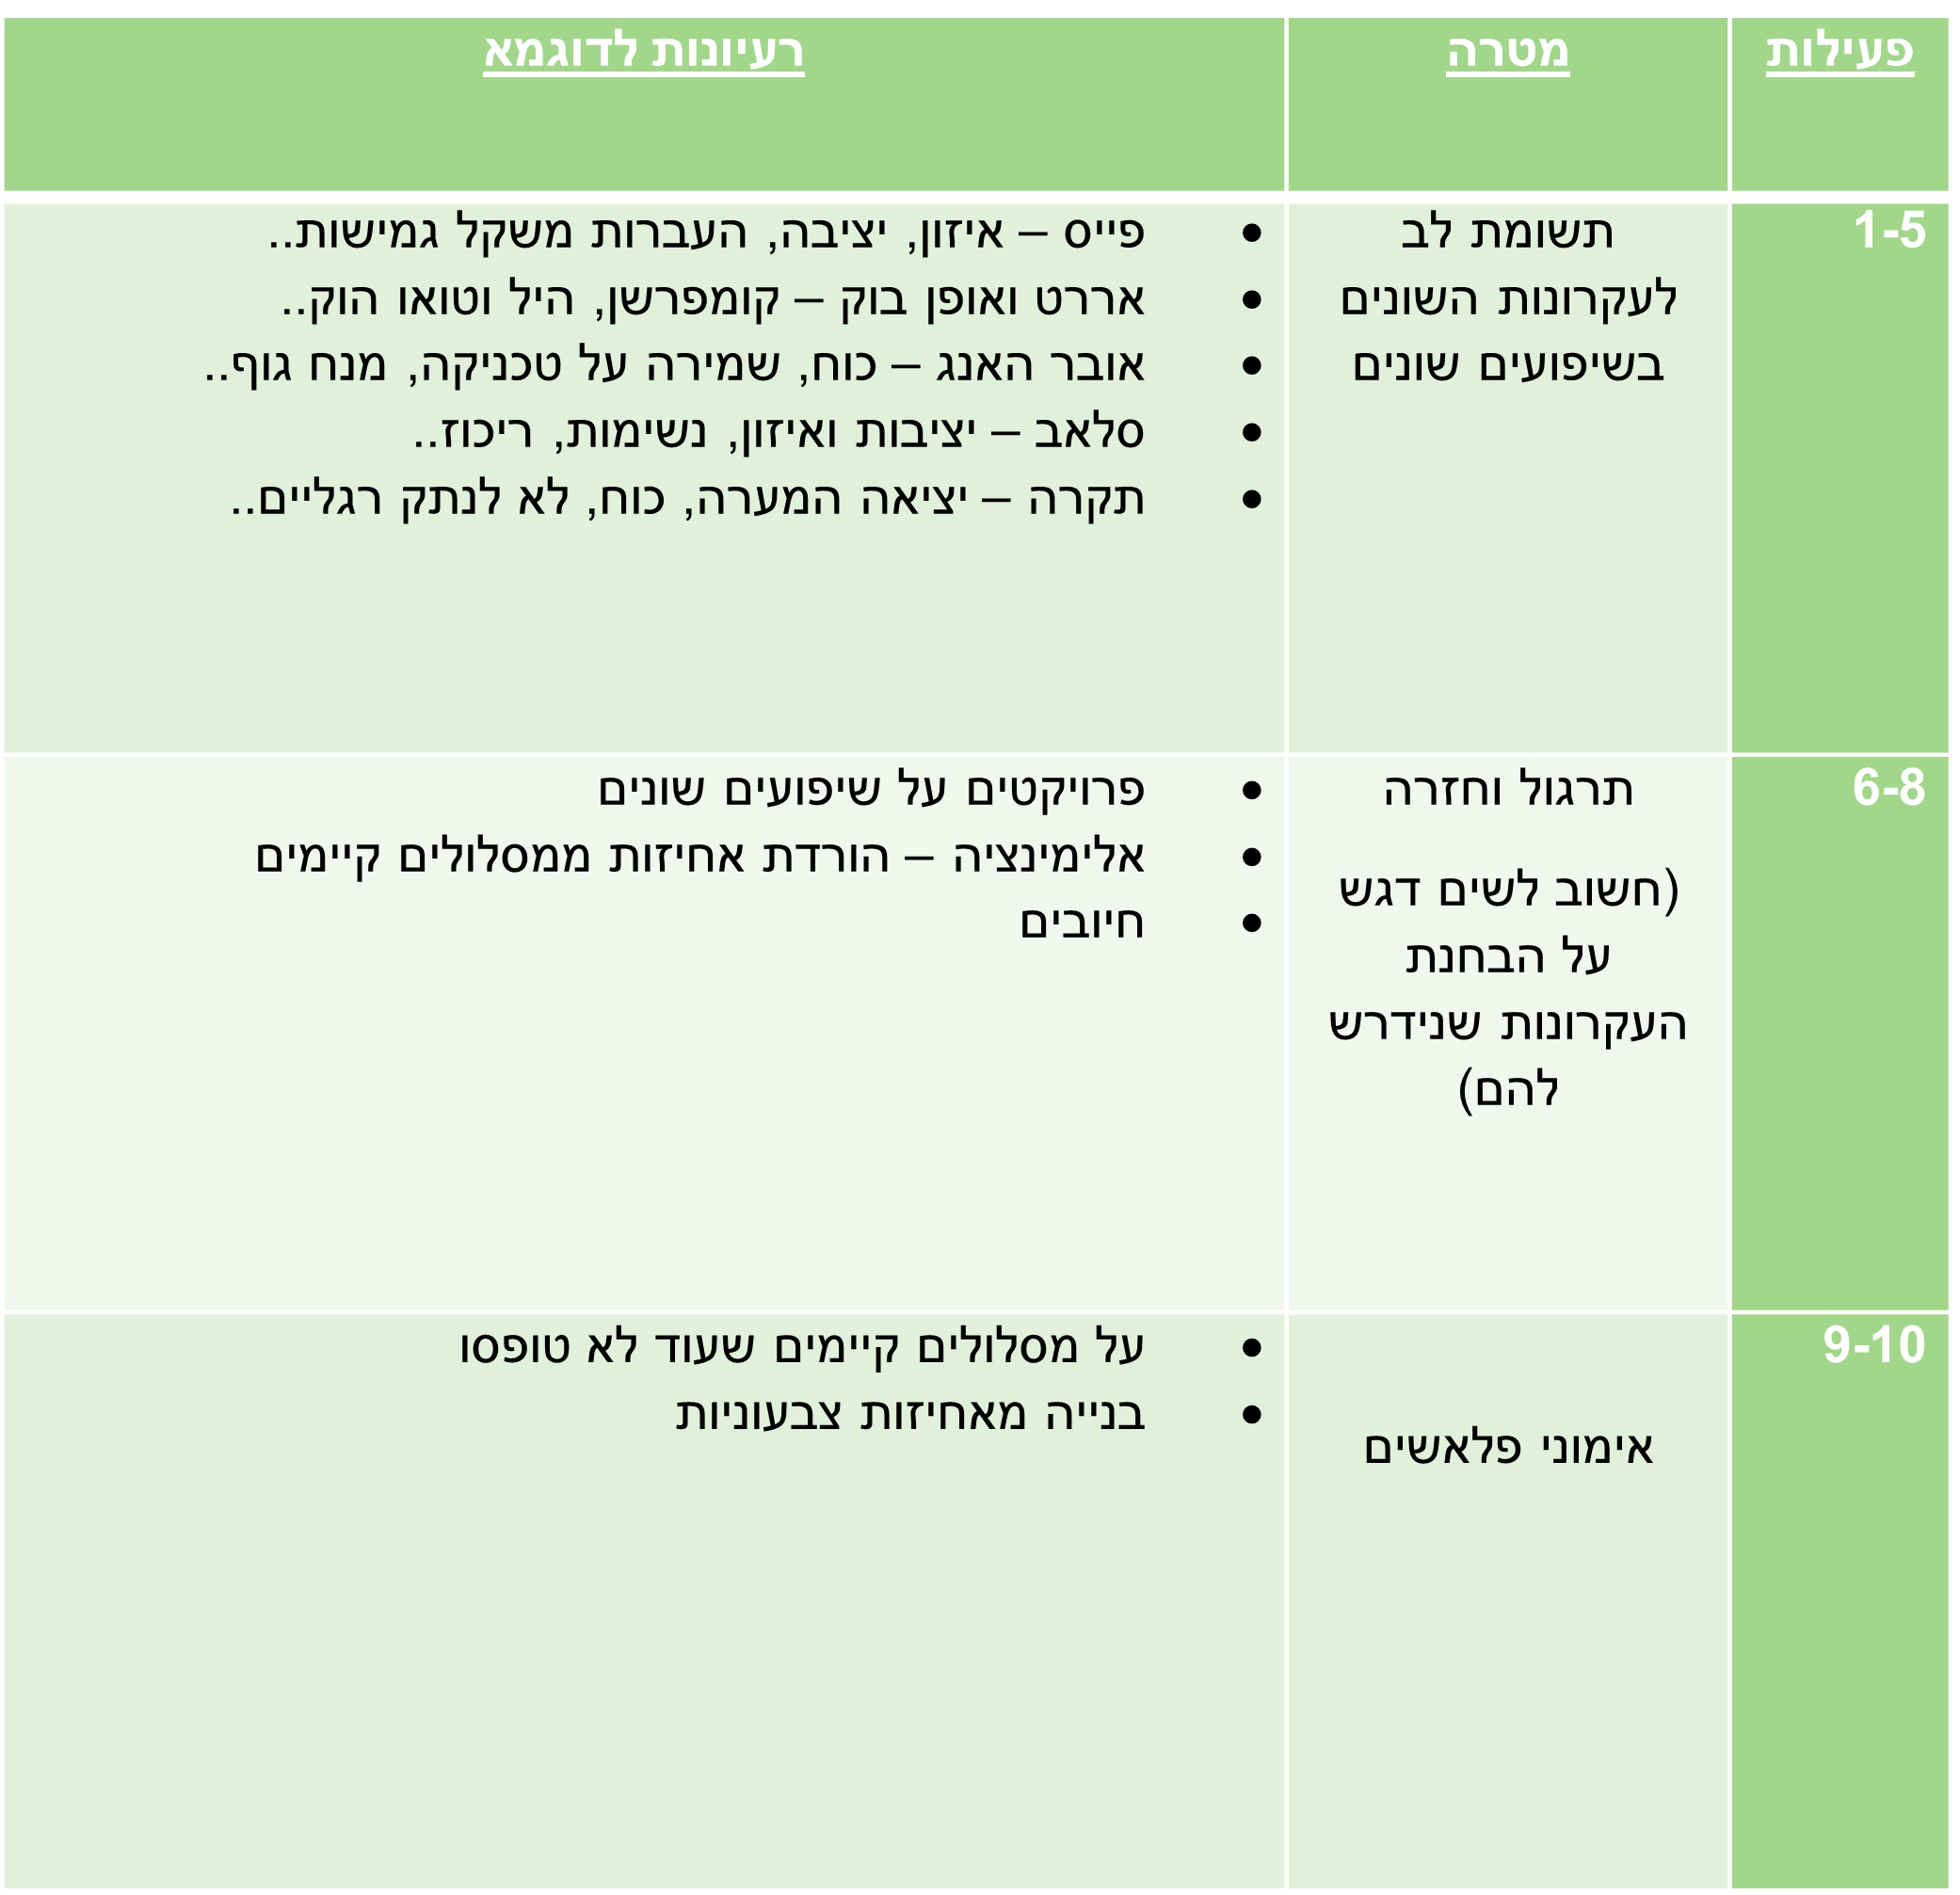 פעילות
מטרה
רעיונות לדוגמא
1-5
תשומת לב
לעקרונות השונים
בשיפועים שונים
• פייס – איזון, יציבה, העברות משקל גמישות..
• אררט ואופן בוק – קומפרשן, היל וטואו הוק..
• אובר האנג – כוח, שמירה על טכניקה, מנח גוף..
• סלאב – יציבות ואיזון, נשימות, ריכוז..
• תקרה – יציאה המערה, כוח, לא לנתק רגליים..
6-8
תרגול וחזרה
(חשוב לשים דגש
על הבחנת
העקרונות שנידרש
להם)
• פרויקטים על שיפועים שונים
• אלימיינציה – הורדת אחיזות ממסלולים קיימים
• חיובים
9-10
אימוני פלאשים
• על מסלולים קיימים שעוד לא טופסו
• בנייה מאחיזות צבעוניות